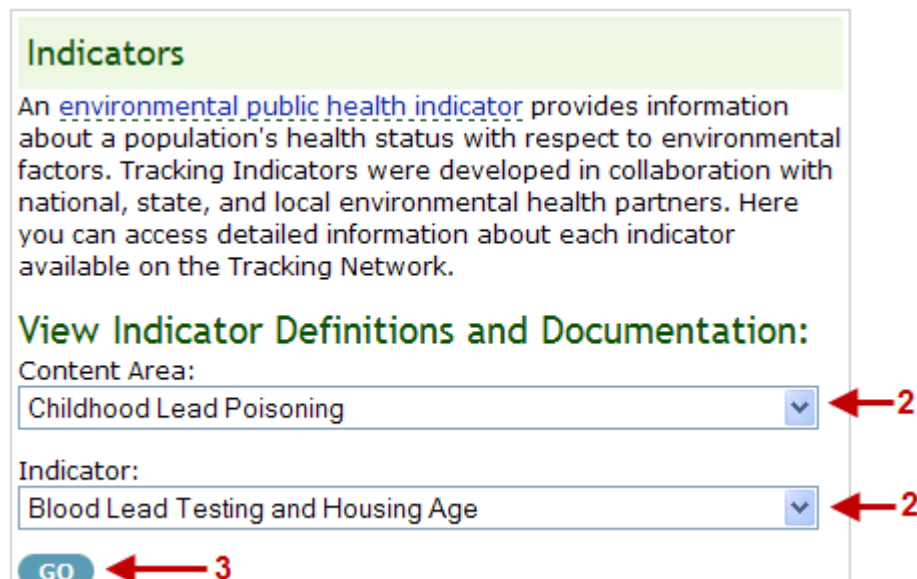 Indicators
An environmental public health indicator provides information
about a population's health status with respect to environmental
factors. Tracking Indicators were developed in collaboration with
national, state, and local environmental health partners. Here
you can access detailed information about each indicator
available on the Tracking Network.
View Indicator Definitions and Documentation:
Content Area:
Childhood Lead Poisoning
2
Indicator:
Blood Lead Testing and Housing Age
2
GO
3